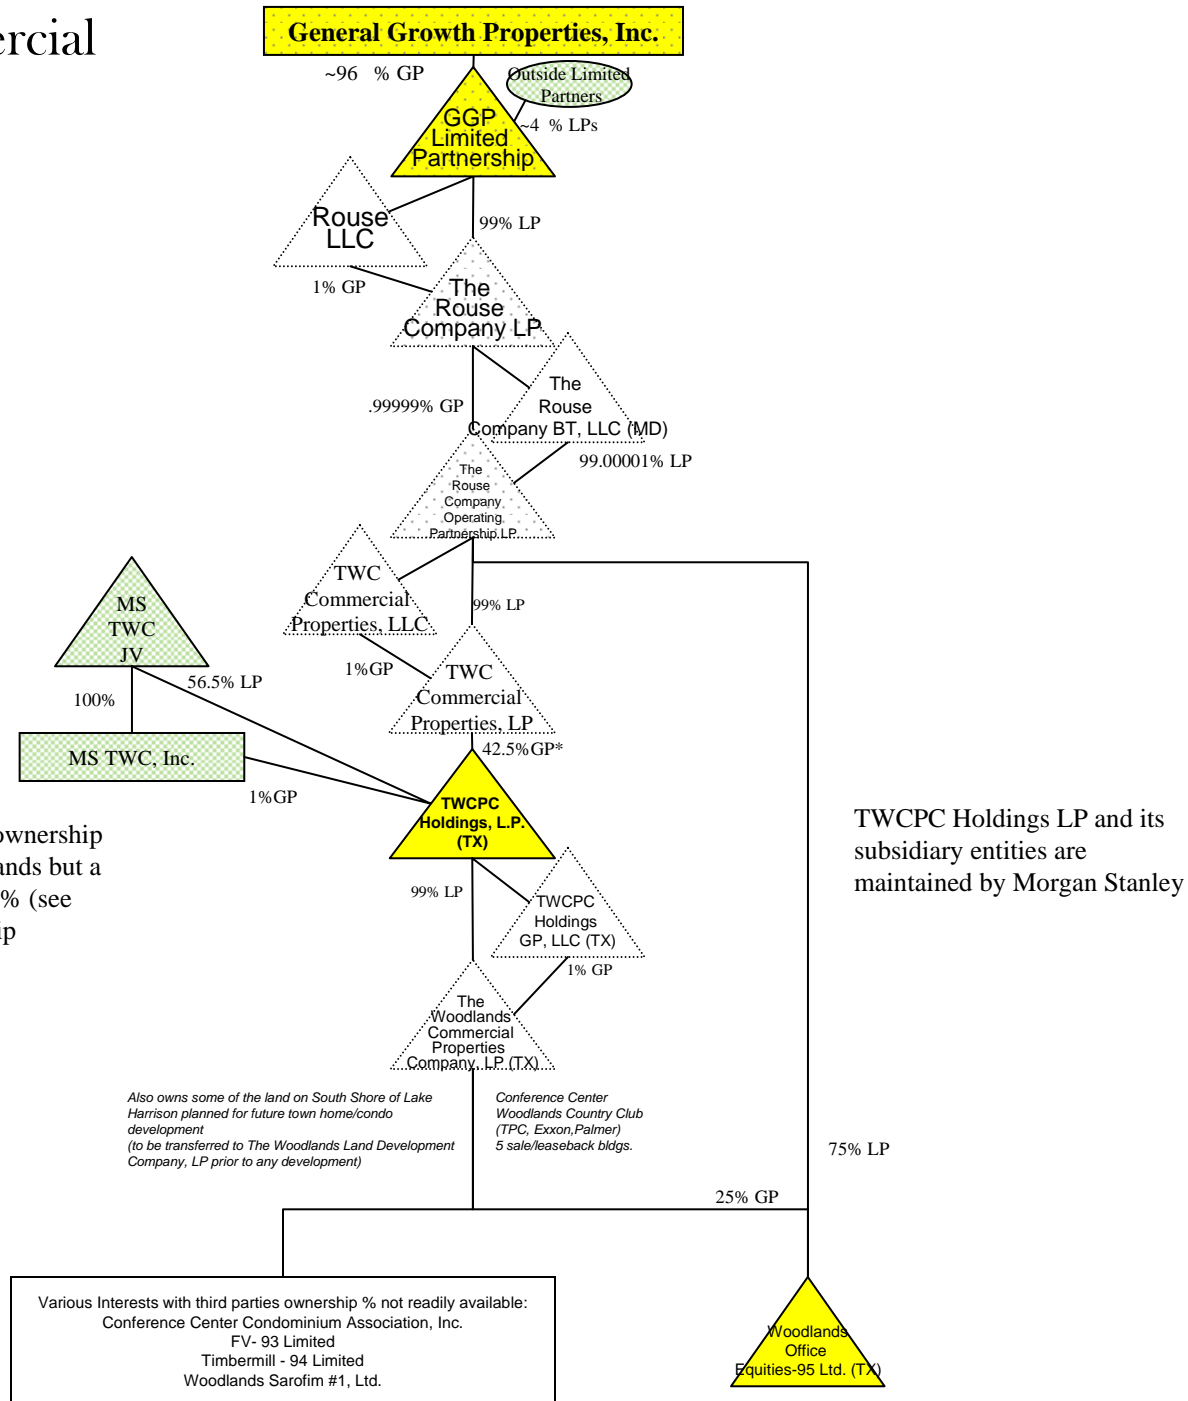 ercial
General Growth Properties, Inc.
~96 % GP
Outside Limited
Partners
~4 % LPs
GGP
Limited
Partnership
Rouse
LLC
99% LP
1% GP
The
Rouse
Company LP
The
Rouse
Company BT, LLC (MD)
.99999% GP
99.00001% LP
The
Rouse
Company
Operating
Partnership LP
TWC
Commercial
Properties, LLC
99% LP
1%GP
TWC
Commercial
Properties, LP
MS
TWC
JV
56.5% LP
100%
MS TWC, Inc.
1%GP
42.5%GP*
TWCPC
Holdings, L.P.
(TX)
ownership
ands but a
% (see
ip
TWCPC Holdings LP and its
subsidiary entities are
maintained by Morgan Stanley
99% LP
TWCPC
Holdings
GP, LLC (TX)
1% GP
The
Woodlands
Commercial
Properties
Company, LP (TX)
Also owns some of the land on South Shore of Lake
Harrison planned for future town home/condo
development
(to be transferred to The Woodlands Land Development
Company, LP prior to any development)
Conference Center
Woodlands Country Club
(TPC, Exxon,Palmer)
5 sale/leaseback bldgs.
75% LP
25% GP
Various Interests with third parties ownership % not readily available:
Conference Center Condominium Association, Inc.
FV- 93 Limited
Timbermill - 94 Limited
Woodlands Sarofim #1, Ltd.
Woodlands
Office
Equities-95 Ltd. (TX)